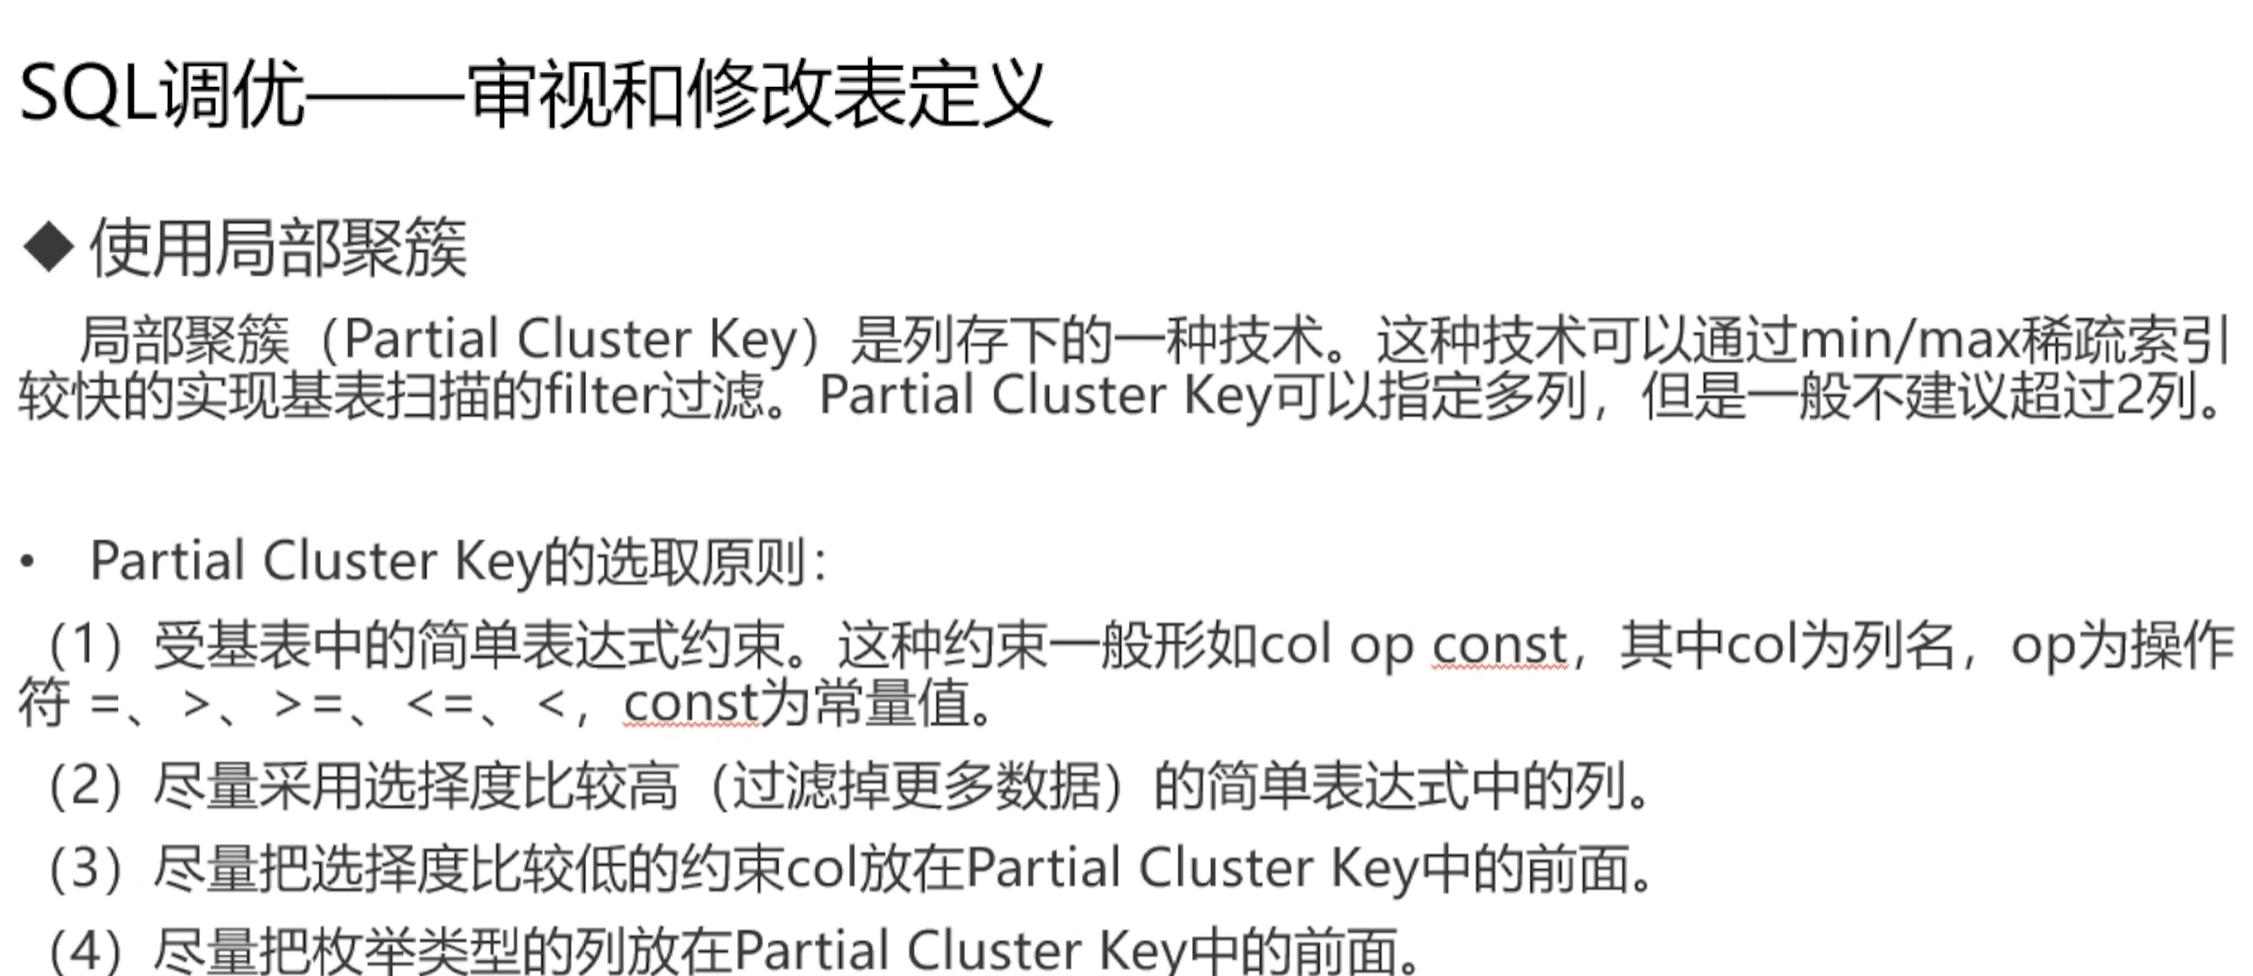 SQL调优——审视和修改表定义
◆ 使用局部聚簇
局部聚簇（Partial Cluster Key）是列存下的一种技术。这种技术可以通过min/max稀疏索引
较快的实现基表扫描的filter过滤。Partial Cluster Key可以指定多列，但是一般不建议超过2列。
• Partial Cluster Key的选取原则：
（1）受基表中的简单表达式约束。这种约束一般形如col op const，其中col为列名，op为操作
符 =、>、>=、<=、<，const为常量值。
（2）尽量采用选择度比较高（过滤掉更多数据）的简单表达式中的列。
（3）尽量把选择度比较低的约束col放在Partial Cluster Key中的前面。
（4）尽量把枚举类型的列放在Partial Cluster Key中的前面。